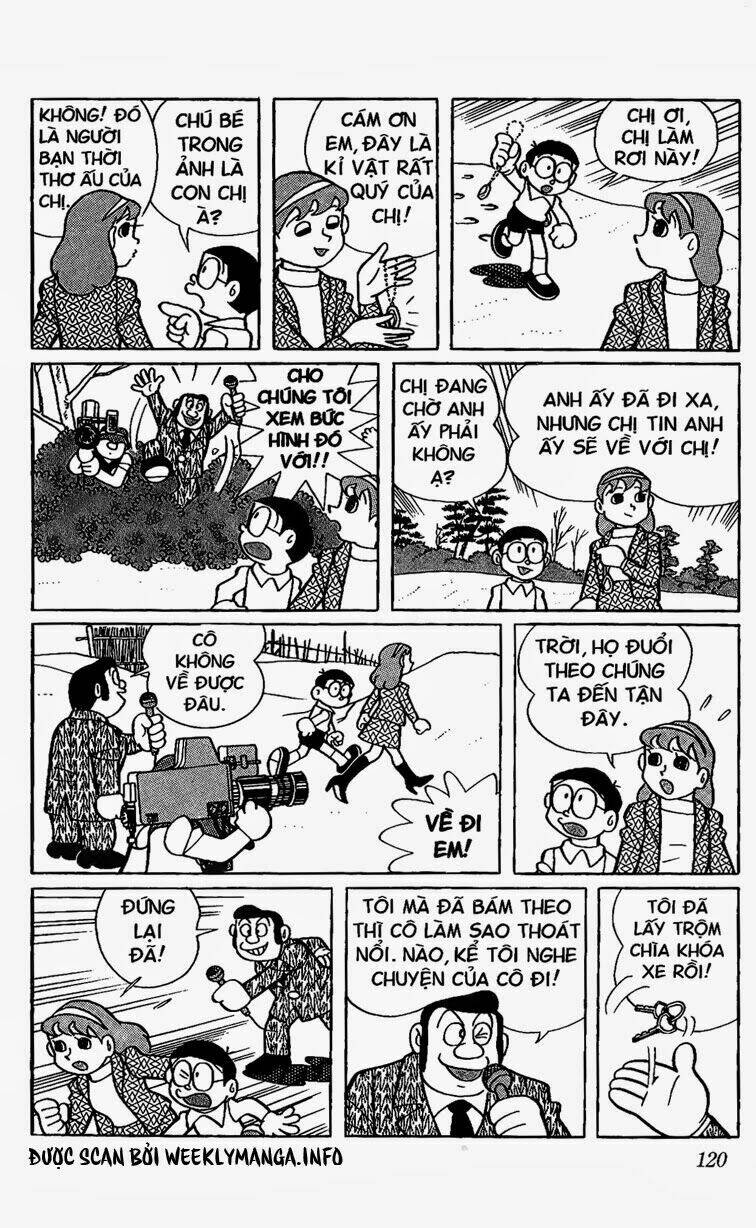 CHỊ ƠI,
CHỊ LÀM
RƠI NÀY!
CÁM ƠN
EM, ĐÂY LÀ
KỈ VẬT RẤT
QUÝ CỦA
CHỊ!
CHÚ BÉ
TRONG
ẢNH LÀ
CON CHỊ
À?
KHÔNG! ĐÓ
LÀ NGƯỜI
BẠN THỜI
THƠ ẤU CỦA
CHỊ.
ANH ẤY ĐÃ ĐI XA,
NHƯNG CHỊ TIN ANH
ẤY SẼ VỀ VỚI CHỊ!
CHỊ ĐANG
CHỜ ANH
ẤY PHẢI
KHÔNG
Ạ?
CHO
CHÚNG TÔI
XEM BỨC
HÌNH ĐÓ
VỚI!!
TRỜI, HỌ ĐUỔI
THEO CHÚNG
TA ĐẾN TẬN
ĐÂY.
VỀ ĐI
EM!
CÔ
KHÔNG
VỀ ĐƯỢC
ĐÂU.
TÔI ĐÃ
LẤY TRỘM
CHÌA KHÓA
XE RỒI!
TÔI MÀ ĐÃ BÁM THEO
THÌ CÔ LÀM SAO THOÁT
NỔI. NÀO, KỂ TÔI NGHE
CHUYỆN CỦA CÔ ĐI!
ĐỨNG
LẠI
ĐÃ!
ĐƯỢC SCAN BỞI WEEKLYMANGA.INFO
120